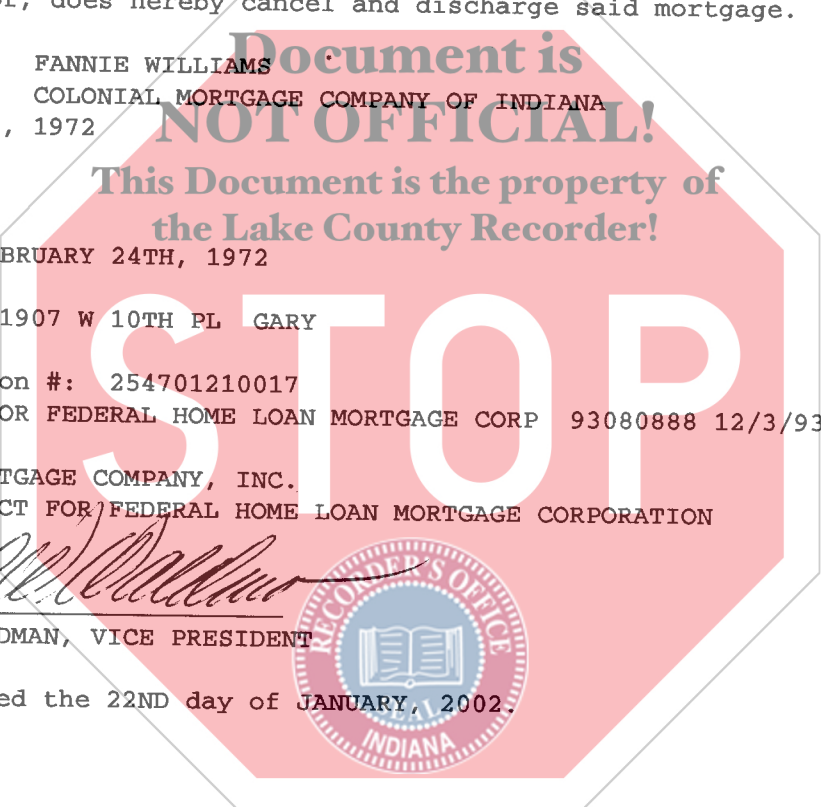 or, does hereby cancel and discharge said mortgage.
FANNIE WILLIAMS
Document is
COLONIAL MORTGAGE COMPANY OF INDIANA
NOT OFFICIAL!
, 1972
This Document is the property of
the Lake County Recorder!
BRUARY 24TH, 1972
1907 W 10TH PL GARY
STOP
on #: 254701210017
OR FEDERAL HOME LOAN MORTGAGE CORP 93080888 12/3/93
TGAGE COMPANY, INC.
CT FOR FEDERAL HOME LOAN MORTGAGE CORPORATION
RECORDER'S OFFICE
DMAN, VICE PRESIDENT
ed the 22ND day of JANUARY, 2002.
SEAL
INDIANA